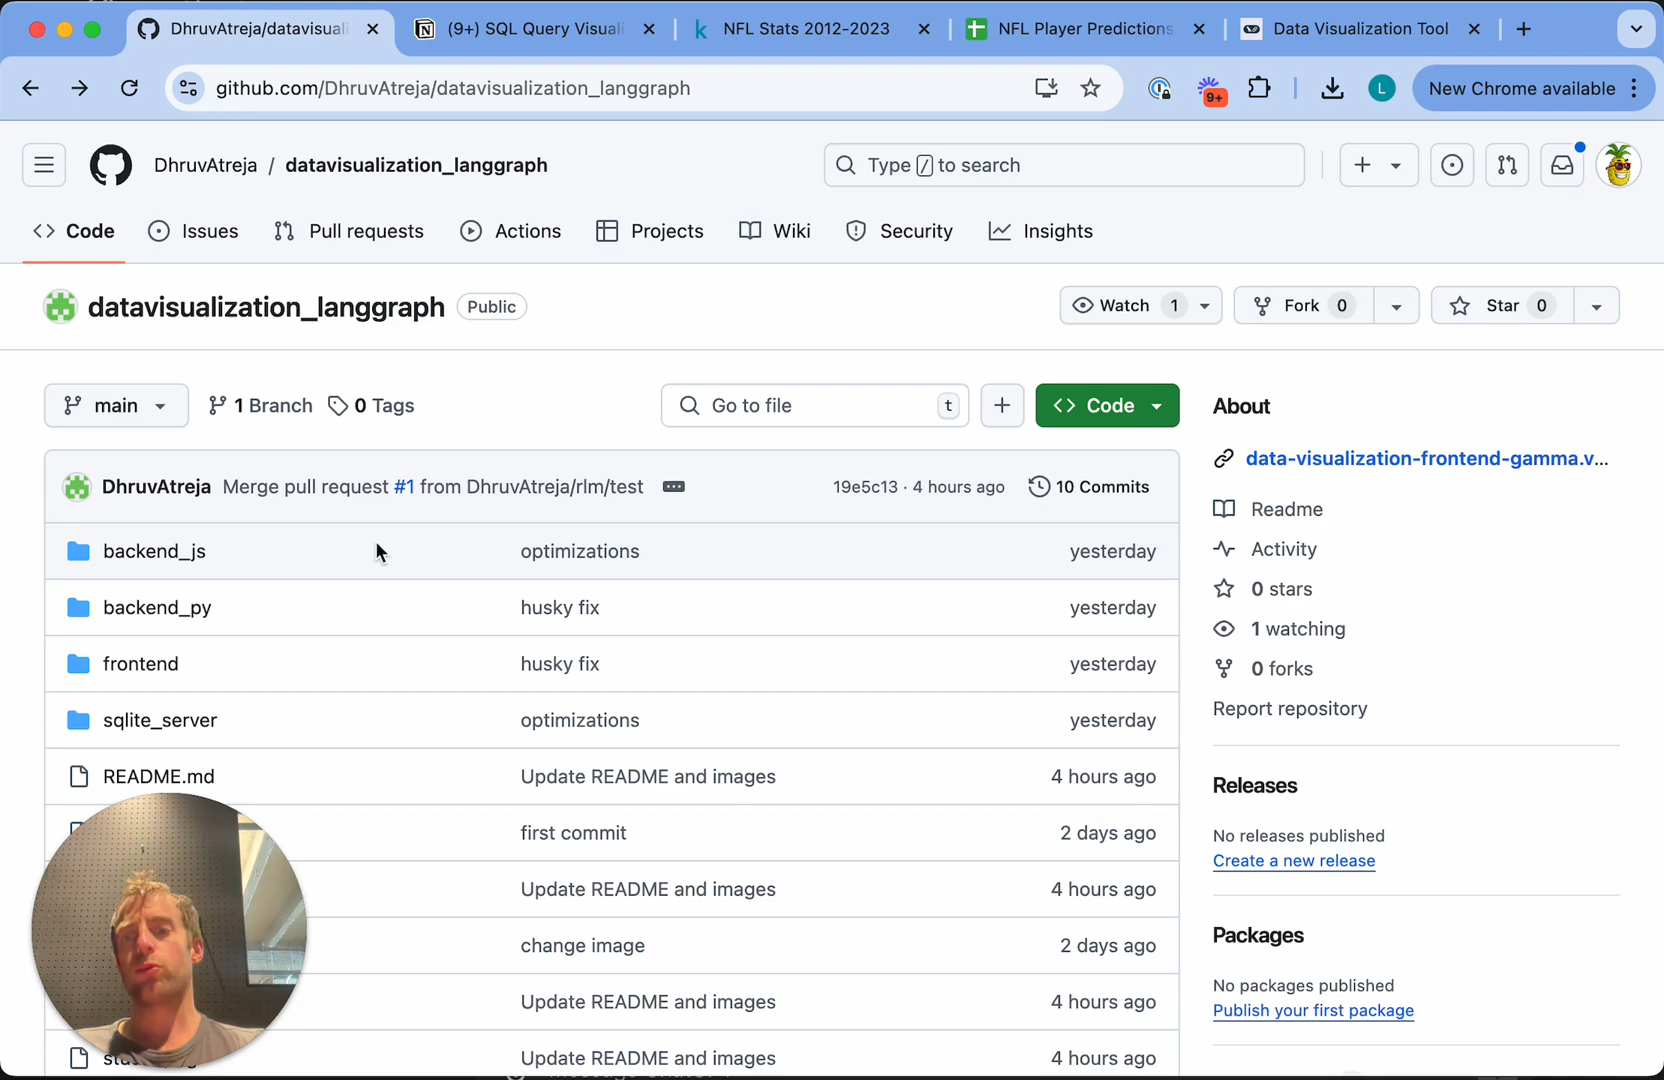 DhruvAtreja/datavisuali
(9+) SQL Query Visuali
NFL Stats 2012-2023
NFL Player Predictions
Data Visualization Tool
github.com/DhruvAtreja/datavisualization_langgraph
9+
L
New Chrome available
DhruvAtreja / datavisualization_langgraph
Type / to search
Code
Issues
Pull requests
Actions
Projects
Wiki
Security
Insights
datavisualization_langgraph
Public
Watch 1
Fork 0
Star 0
main
1 Branch
0 Tags
Go to file
t
Code
DhruvAtreja Merge pull request #1 from DhruvAtreja/rlm/test
19e5c13 · 4 hours ago
10 Commits
backend_js optimizations yesterday
backend_py husky fix yesterday
frontend husky fix yesterday
sqlite_server optimizations yesterday
README.md Update README and images 4 hours ago
first commit 2 days ago
Update README and images 4 hours ago
change image 2 days ago
Update README and images 4 hours ago
Update README and images 4 hours ago
About
data-visualization-frontend-gamma.v...
Readme
Activity
0 stars
1 watching
0 forks
Report repository
Releases
No releases published
Create a new release
Packages
No packages published
Publish your first package